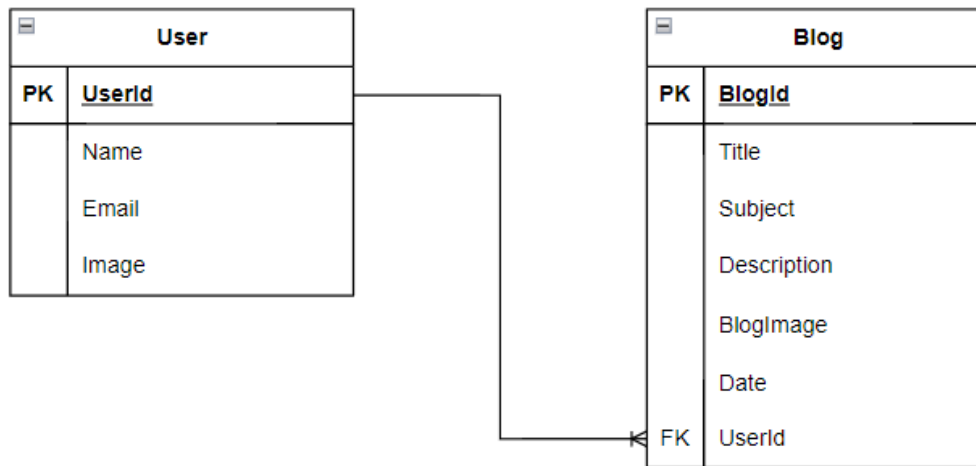 User
PK UserId
Name
Email
Image
Blog
PK BlogId
Title
Subject
Description
BlogImage
Date
FK UserId